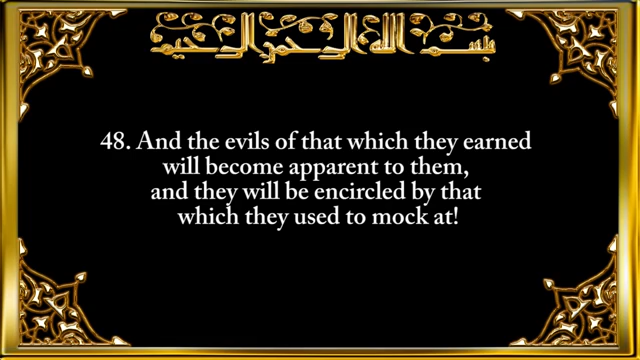 بسم الله الرحمن الرحيم
48. And the evils of that which they earned
will become apparent to them,
and they will be encircled by that
which they used to mock at!